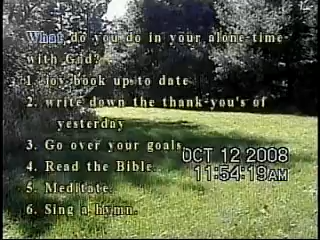 What do you do in your alone-time
with God?
1. joy-book up to date
2. write down the thank-you's of
yesterday
3. Go over your goals.
4. Read the Bible.
5. Meditate.
6. Sing a hymn.
OCT 12 2008
11:54:19AM